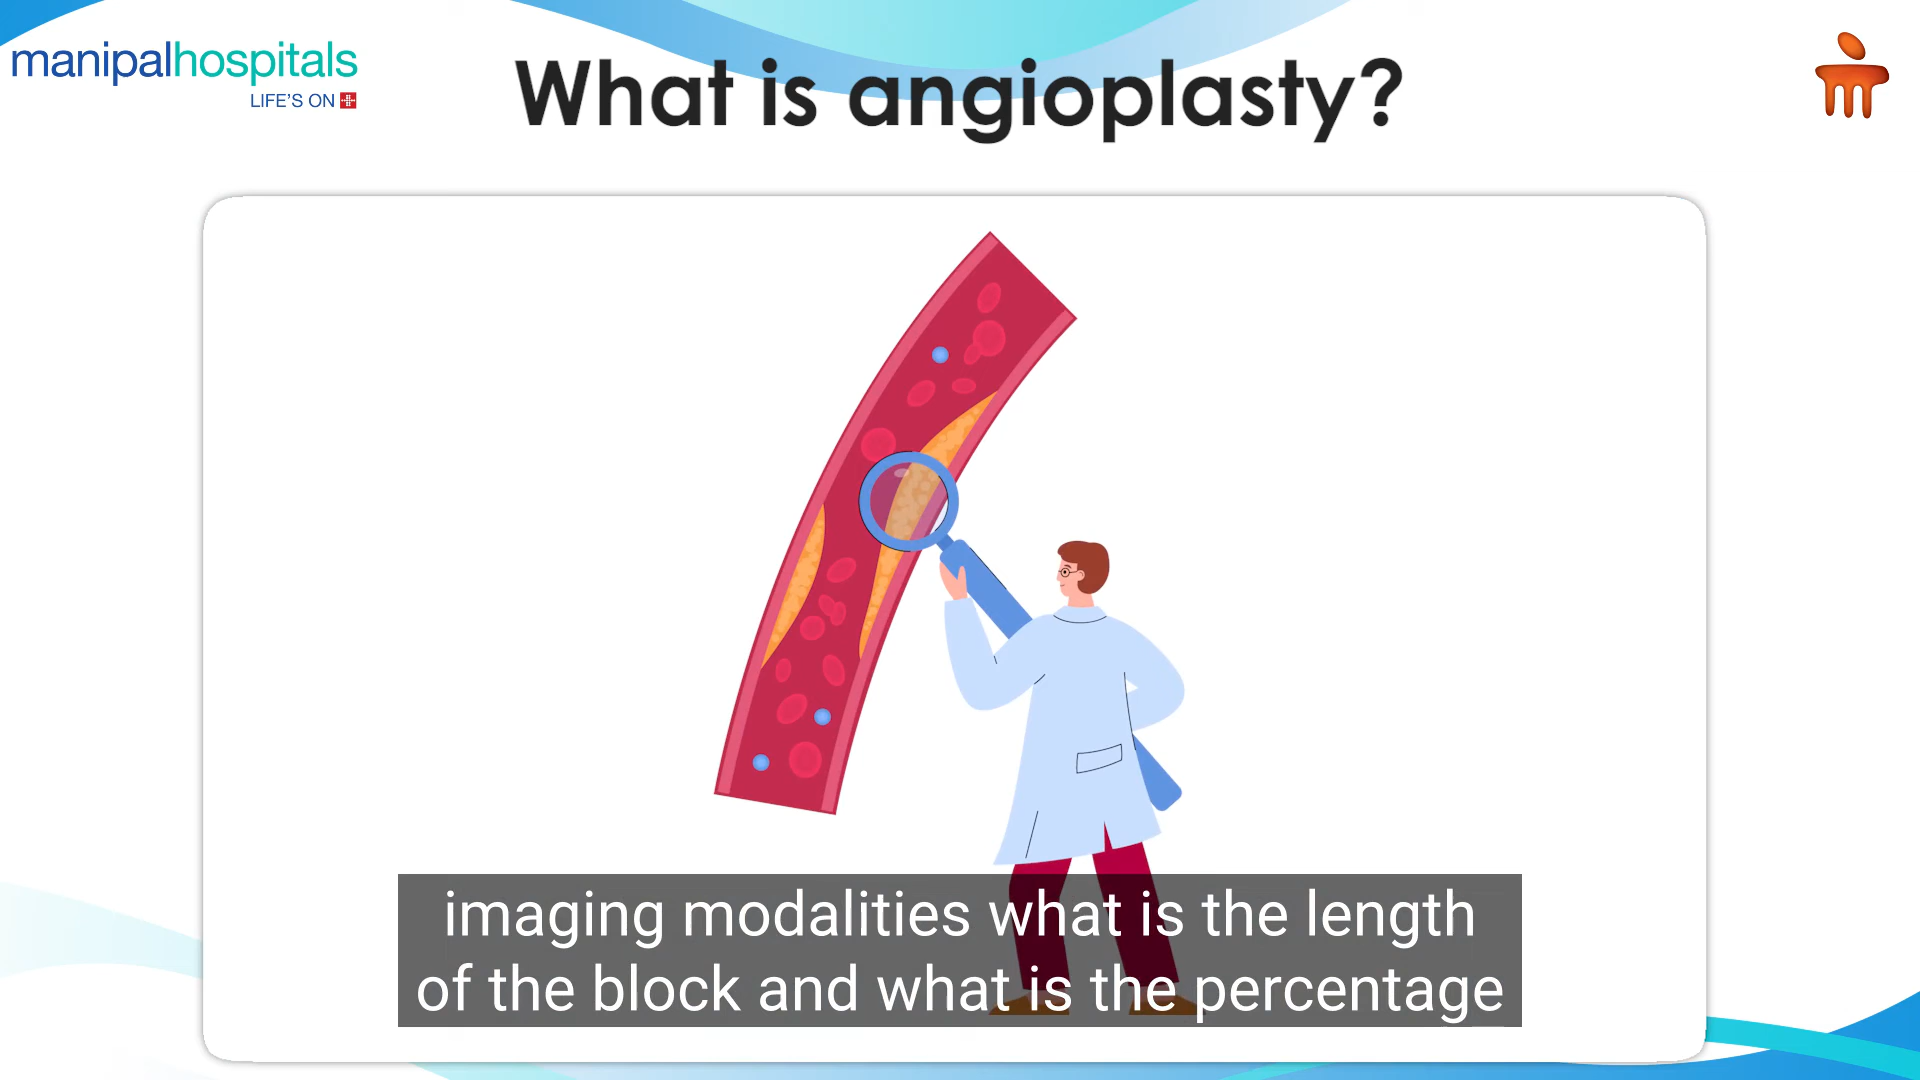 manipalhospitals
LIFE'S ON
What is angioplasty?
imaging modalities what is the length
of the block and what is the percentage